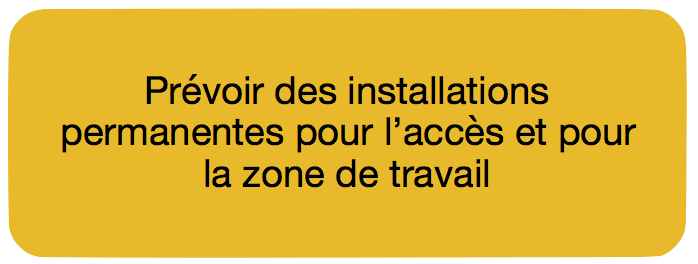 Prévoir des installations
permanentes pour l’accès et pour
la zone de travail